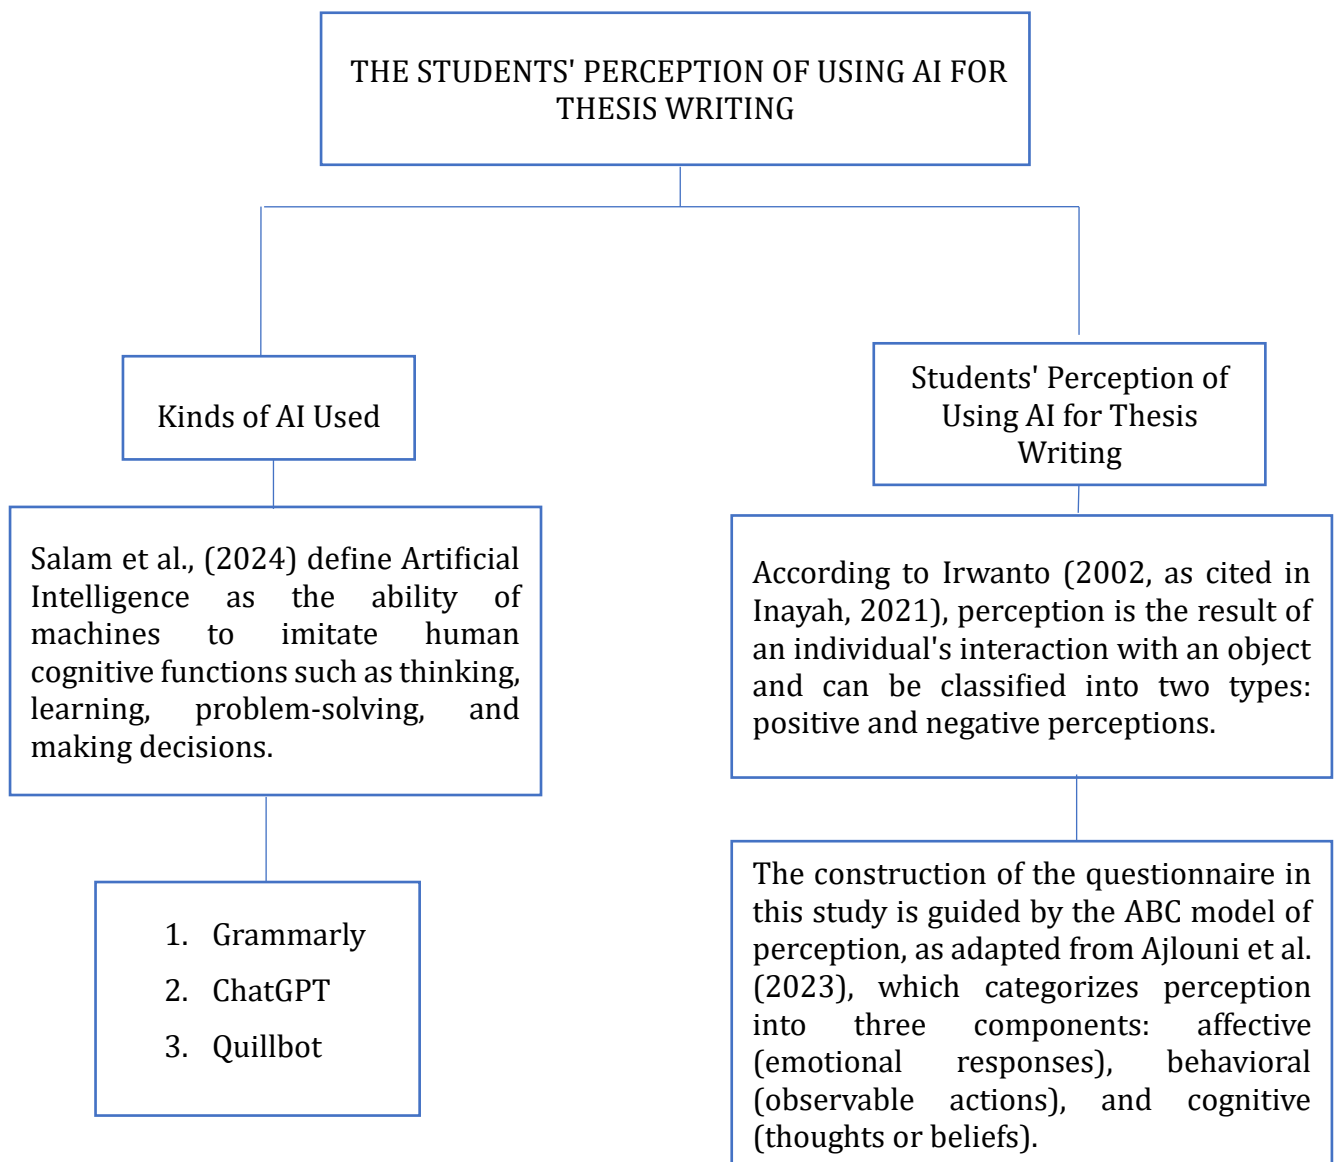 THE STUDENTS' PERCEPTION OF USING AI FOR
THESIS WRITING
Kinds of AI Used
Students' Perception of
Using AI for Thesis
Writing
Salam et al., (2024) define Artificial
Intelligence as the ability of
machines to imitate human
cognitive functions such as thinking,
learning, problem-solving, and
making decisions.
According to Irwanto (2002, as cited in
Inayah, 2021), perception is the result of
an individual's interaction with an object
and can be classified into two types:
positive and negative perceptions.
1. Grammarly
2. ChatGPT
3. Quillbot
The construction of the questionnaire in
this study is guided by the ABC model of
perception, as adapted from Ajlouni et al.
(2023), which categorizes perception
into three components: affective
(emotional responses), behavioral
(observable actions), and cognitive
(thoughts or beliefs).